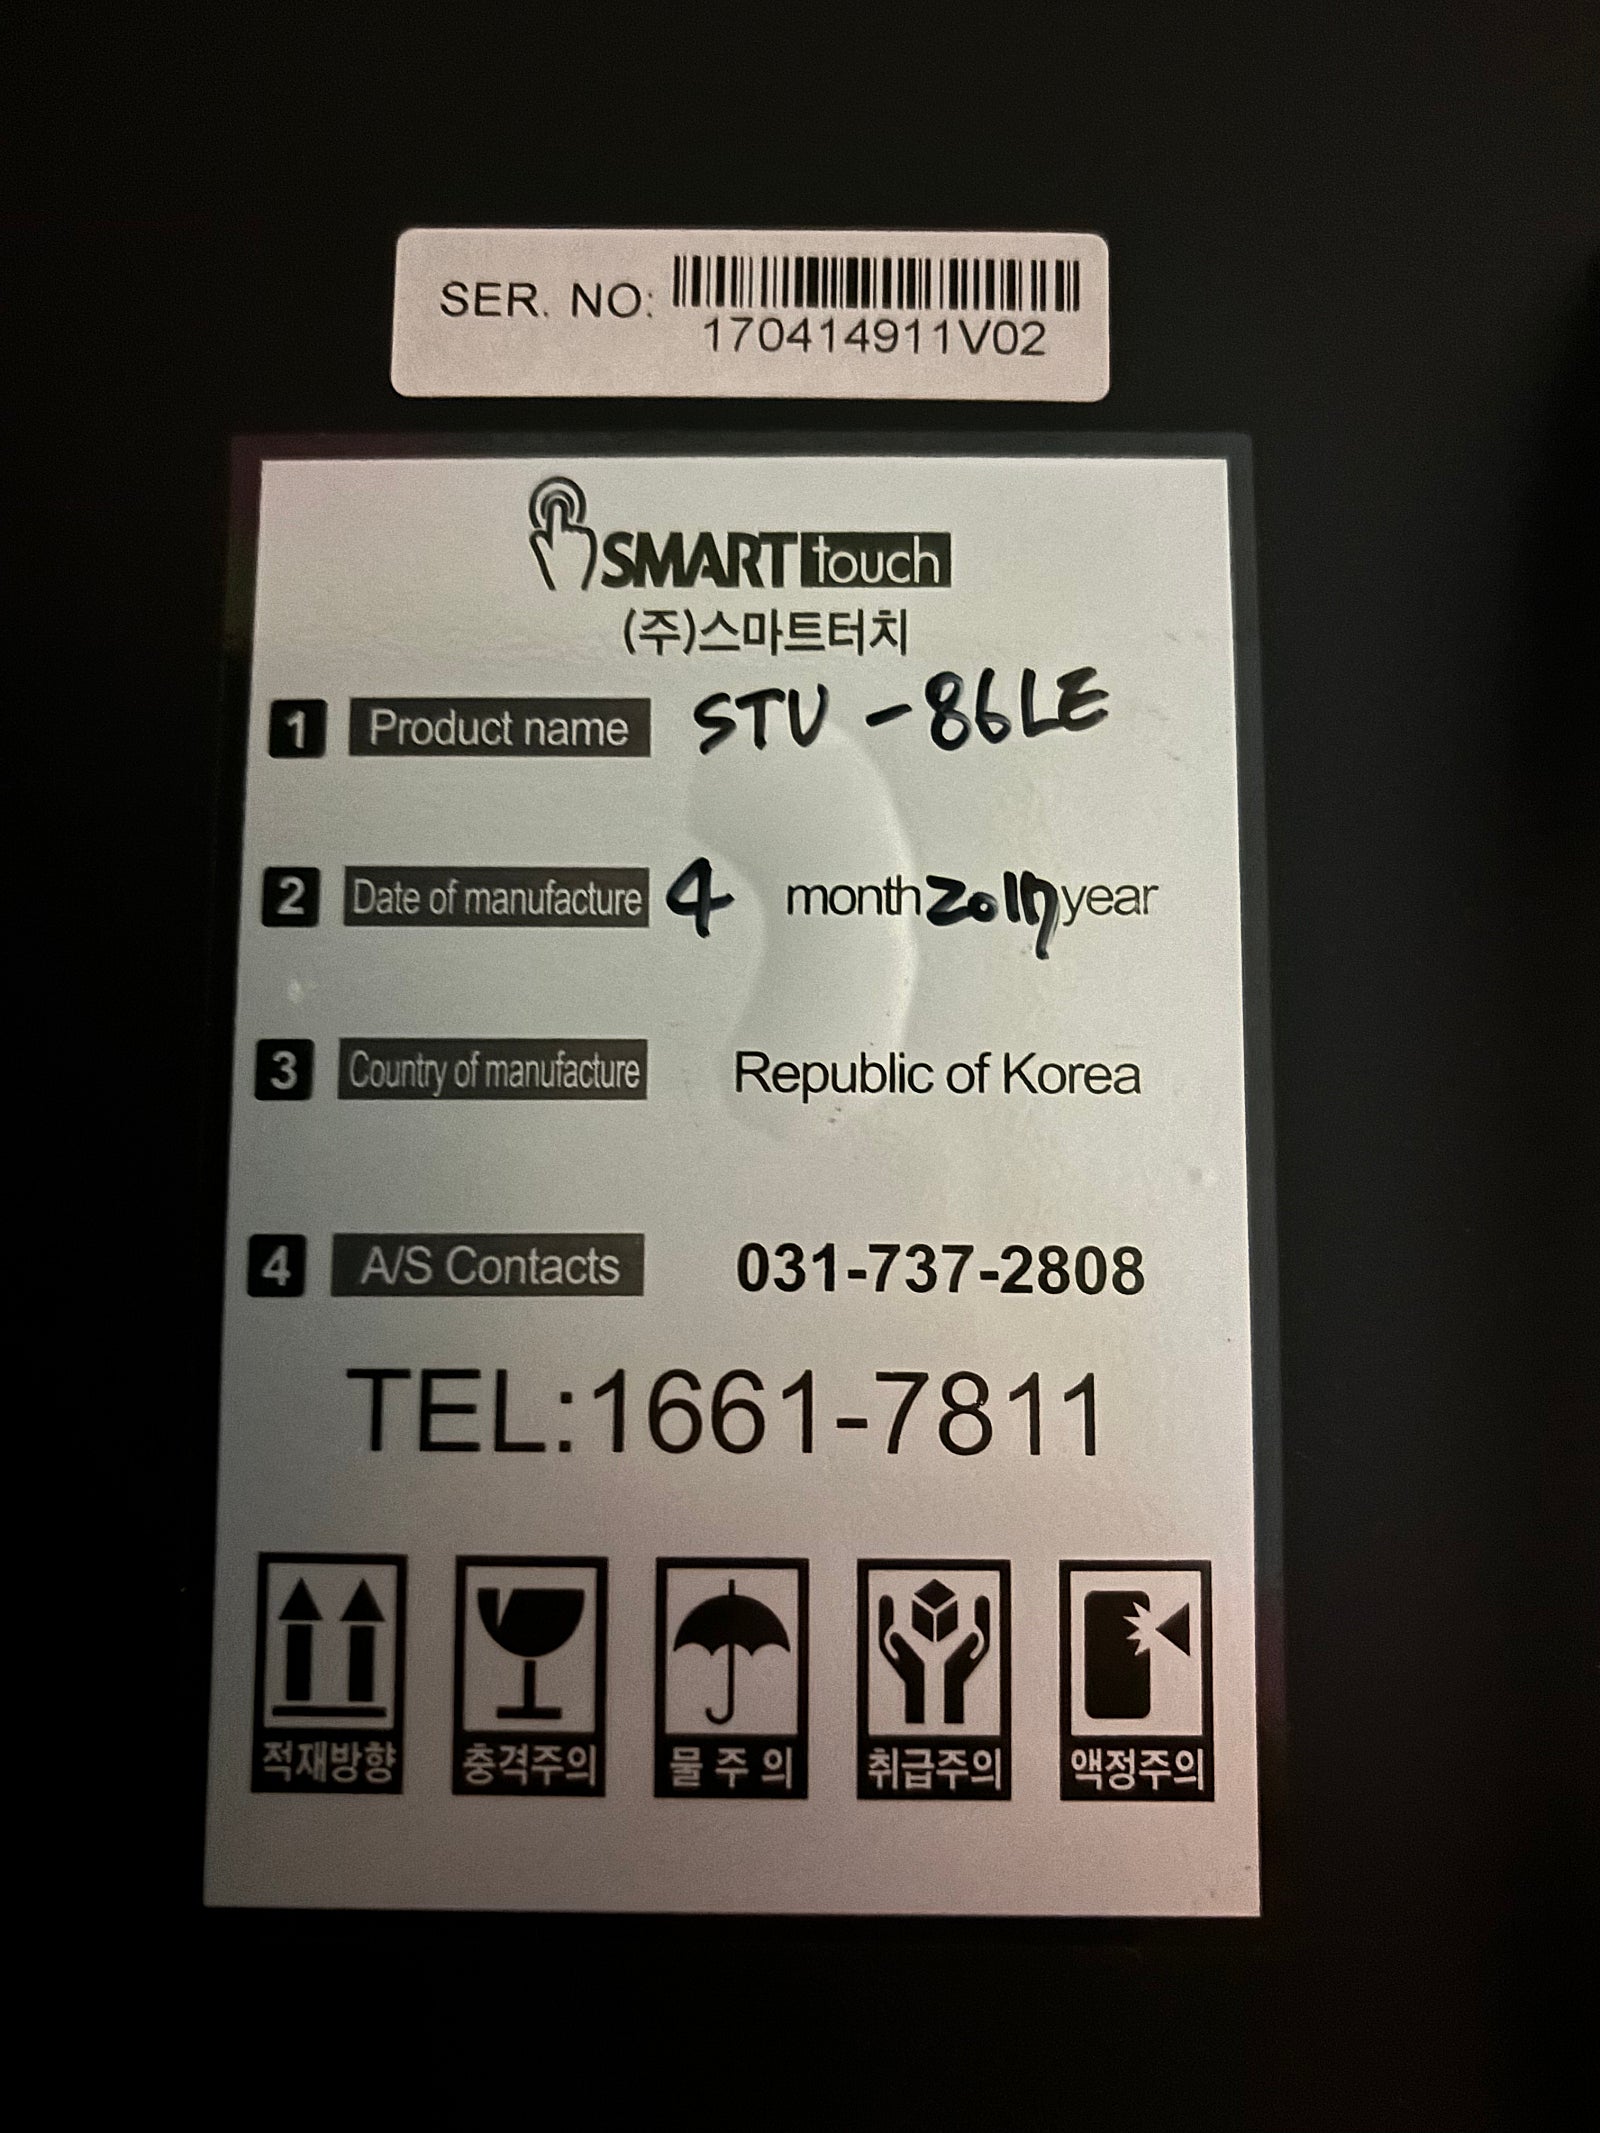 SER. NO:
170414911V02
SMART touch
(주)스마트터치
1 Product name STU -86LE
2 Date of manufacture 4 month 2017 year
3 Country of manufacture Republic of Korea
4 A/S Contacts 031-737-2808
TEL:1661-7811
적재방향 충격주의 물 주 의 취급주의 액정주의